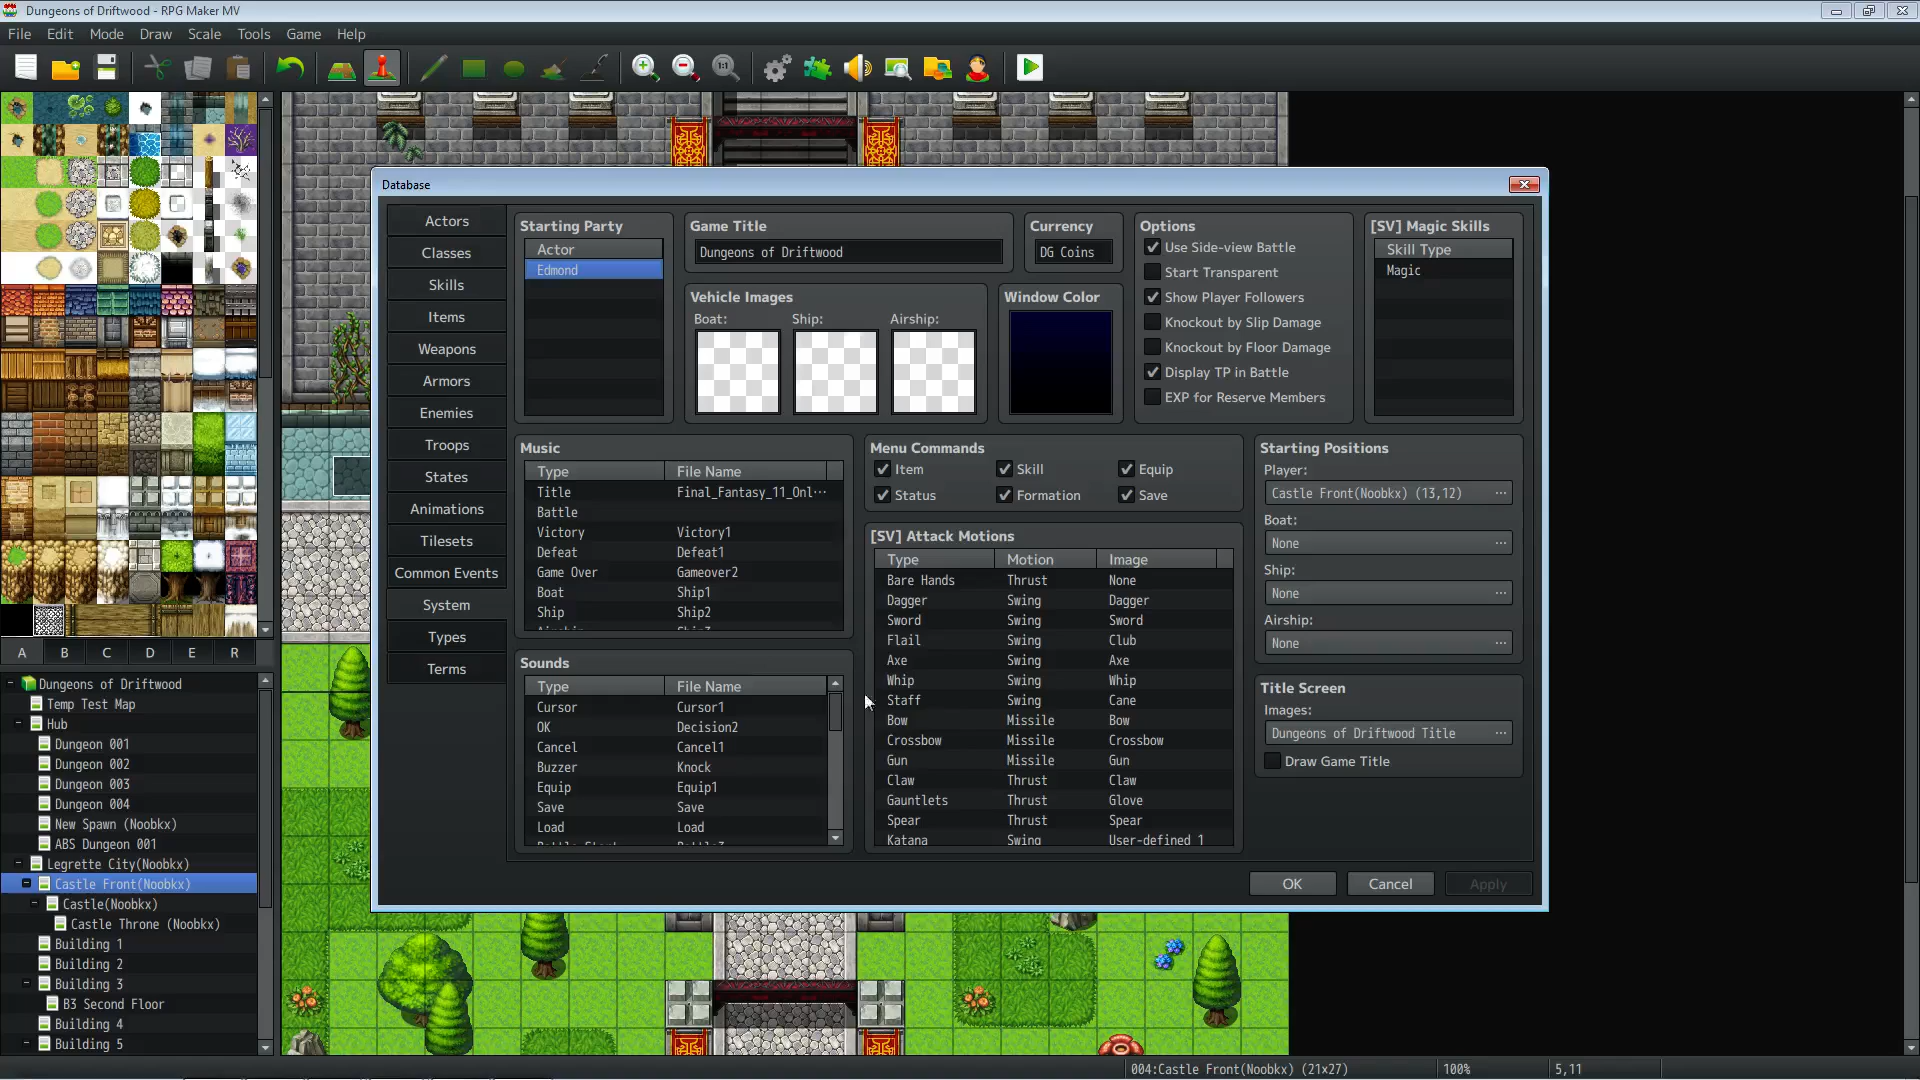 Dungeons of Driftwood - RPG Maker MV
File Edit Mode Draw Scale Tools Game Help
Database
Actors
Classes
Skills
Items
Weapons
Armors
Enemies
Troops
States
Animations
Tilesets
Common Events
System
Types
Terms
Starting Party
Actor
Edmond
Game Title
Dungeons of Driftwood
Currency
DG Coins
Vehicle Images
Boat: Ship: Airship:
Window Color
Options
Use Side-view Battle
Start Transparent
Show Player Followers
Knockout by Slip Damage
Knockout by Floor Damage
Display TP in Battle
EXP for Reserve Members
[SV] Magic Skills
Skill Type
Magic
Music
Type File Name
Title Final_Fantasy_11_Onl···
Battle
Victory Victory1
Defeat Defeat1
Game Over Gameover2
Boat Ship1
Ship Ship2
Airship Ship3
Sounds
Type File Name
Cursor Cursor1
OK Decision2
Cancel Cancel1
Buzzer Knock
Equip Equip1
Save Save
Load Load
Menu Commands
Item Skill Equip
Status Formation Save
[SV] Attack Motions
Type Motion Image
Bare Hands Thrust None
Dagger Swing Dagger
Sword Swing Sword
Flail Swing Club
Axe Swing Axe
Whip Swing Whip
Staff Swing Cane
Bow Missile Bow
Crossbow Missile Crossbow
Gun Missile Gun
Claw Thrust Claw
Gauntlets Thrust Glove
Spear Thrust Spear
Katana Swing User-defined 1
Starting Positions
Player:
Castle Front(Noobkx) (13,12) ···
Boat:
None ···
Ship:
None ···
Airship:
None ···
Title Screen
Images:
Dungeons of Driftwood Title ···
Draw Game Title
OK Cancel Apply
A B C D E R
Dungeons of Driftwood
Temp Test Map
Hub
Dungeon 001
Dungeon 002
Dungeon 003
Dungeon 004
New Spawn (Noobkx)
ABS Dungeon 001
Legrette City(Noobkx)
Castle Front(Noobkx)
Castle(Noobkx)
Castle Throne (Noobkx)
Building 1
Building 2
Building 3
B3 Second Floor
Building 4
Building 5
004:Castle Front(Noobkx) (21x27) 100% 5,11